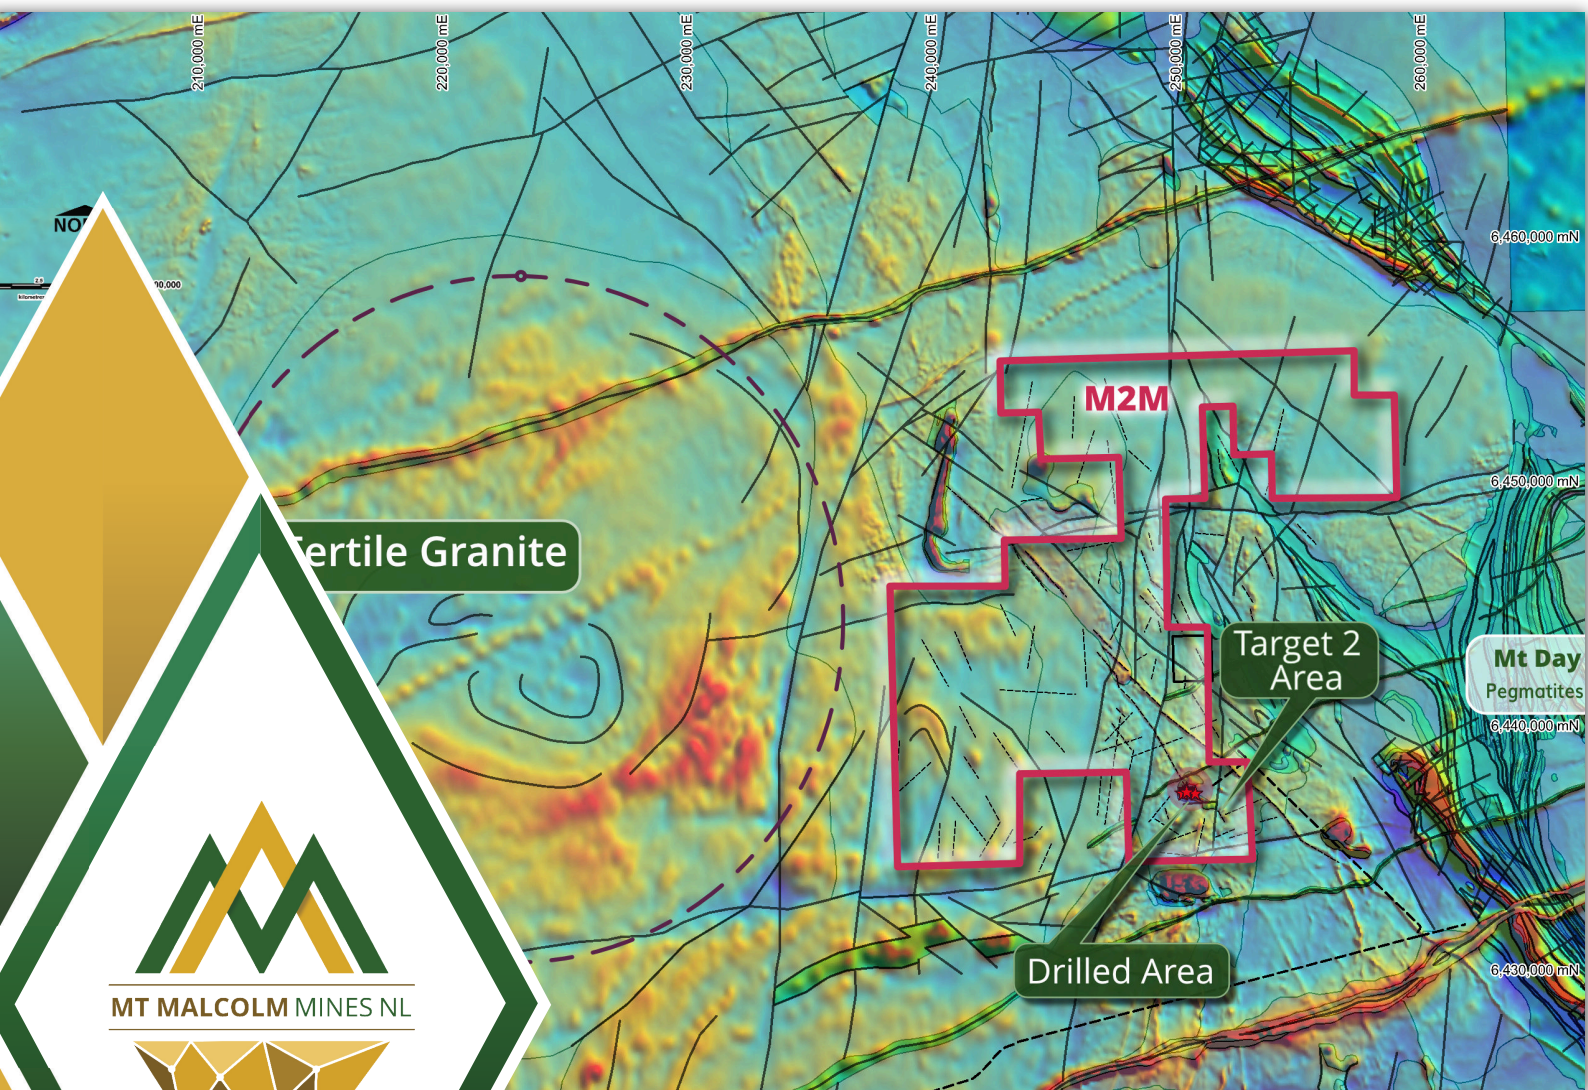 210,000 mE
220,000 mE
230,000 mE
240,000 mE
250,000 mE
260,000 mE
6,460,000 mN
M2M
6,450,000 mN
ertile Granite
Target 2
Area
Mt Day
Pegmatites
6,440,000 mN
Drilled Area
6,430,000 mN
MT MALCOLM MINES NL